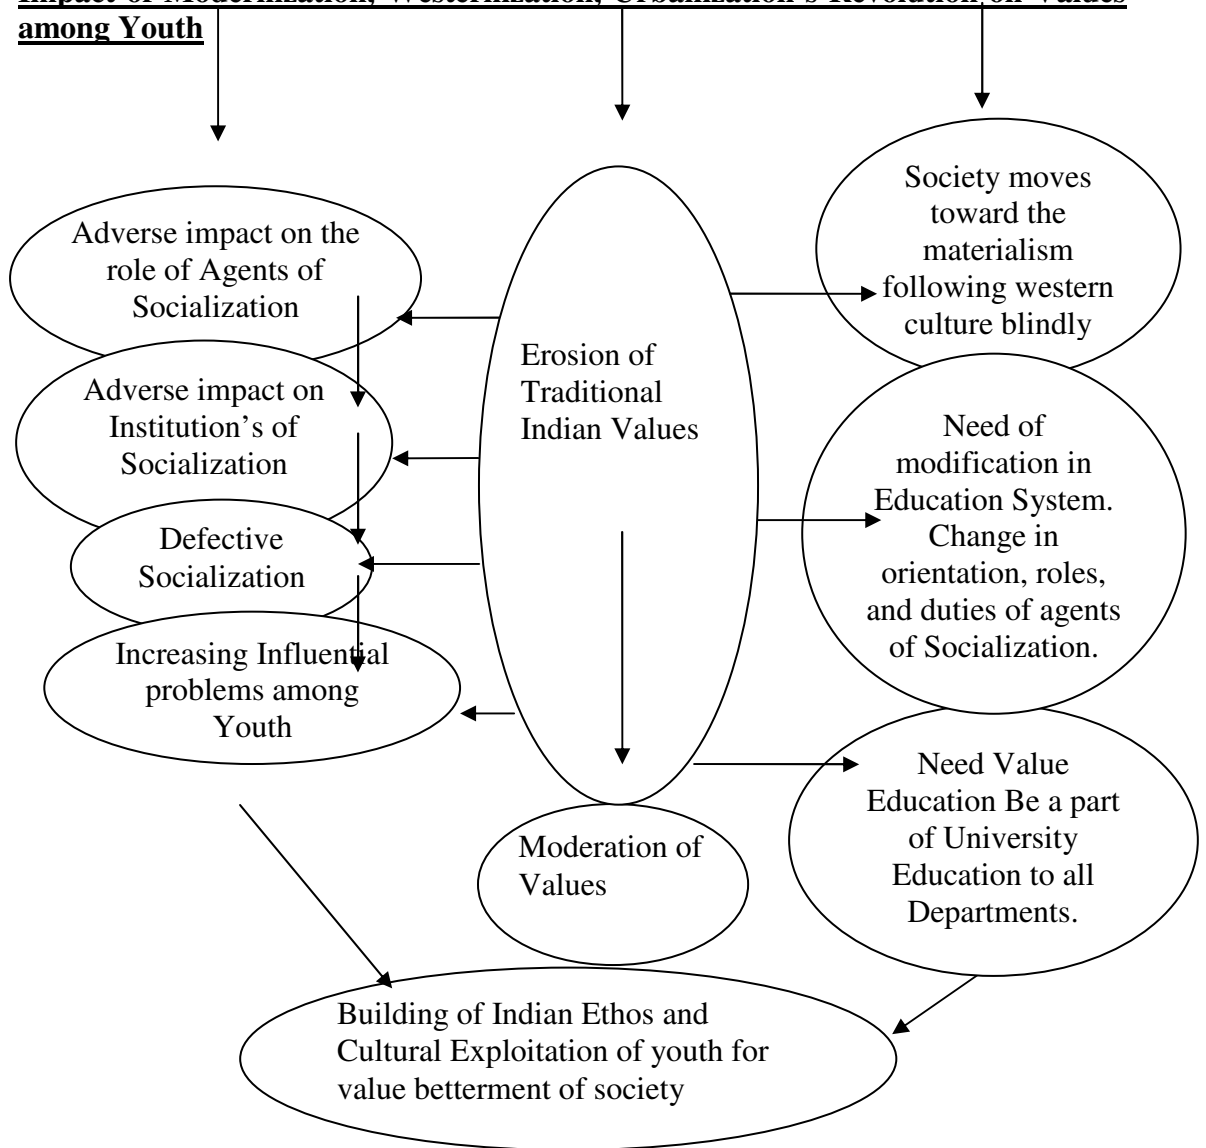 Impact of Modernization, Westernization, Urbanization's Revolution on Values
among Youth
Adverse impact on the
role of Agents of
Socialization
Adverse impact on
Institution's of
Socialization
Defective
Socialization
Increasing Influential
problems among
Youth
Erosion of
Traditional
Indian Values
Moderation of
Values
Society moves
toward the
materialism
following western
culture blindly
Need of
modification in
Education System.
Change in
orientation, roles,
and duties of agents
of Socialization.
Need Value
Education Be a part
of University
Education to all
Departments.
Building of Indian Ethos and
Cultural Exploitation of youth for
value betterment of society